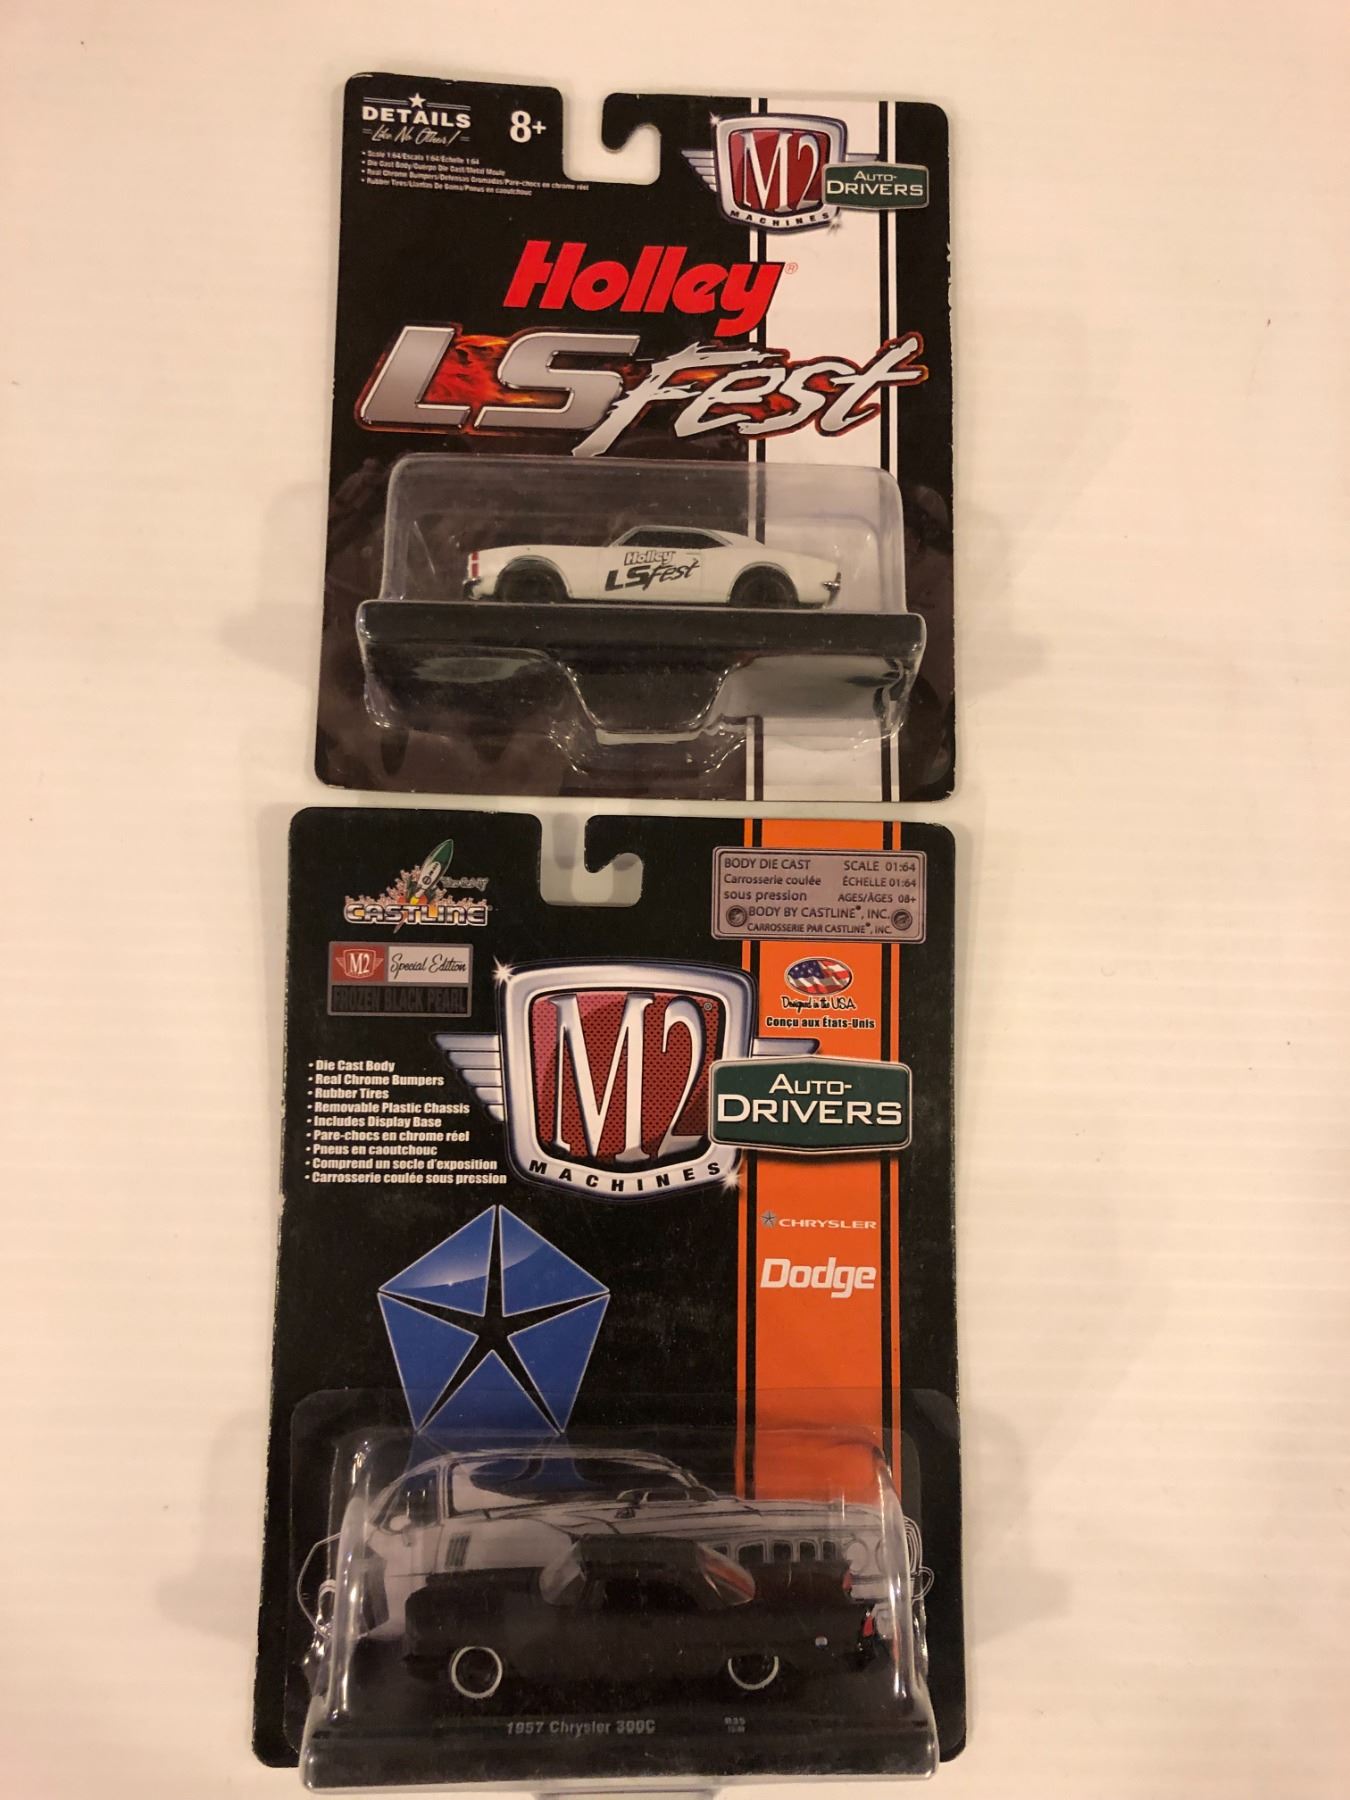 DETAILS
Like No Other!
8+
• Scale 1:64/Escala 1:64/Échelle 1:64
• Die Cast Body/Cuerpo Die Cast/Metal Moule
• Real Chrome Bumpers/Defensas Cromadas/Pare-chocs en chrome réel
• Rubber Tires/Llantas De Goma/Pneus en caoutchouc
M2
MACHINES
AUTO-
DRIVERS
Holley®
LS Fest
Holley
LS Fest
CASTLINE
M2 Special Edition
FROZEN BLACK PEARL
BODY DIE CAST SCALE 01:64
Carrosserie coulée ÉCHELLE 01:64
sous pression AGES/ÂGES 08+
BODY BY CASTLINE®, INC.
CARROSSERIE PAR CASTLINE®, INC.
Designed in the USA
Conçu aux États-Unis
• Die Cast Body
• Real Chrome Bumpers
• Rubber Tires
• Removable Plastic Chassis
• Includes Display Base
• Pare-chocs en chrome réel
• Pneus en caoutchouc
• Comprend un socle d'exposition
• Carrosserie coulée sous pression
M2®
MACHINES
AUTO-
DRIVERS
CHRYSLER
Dodge
1957 Chrysler 300C
R35